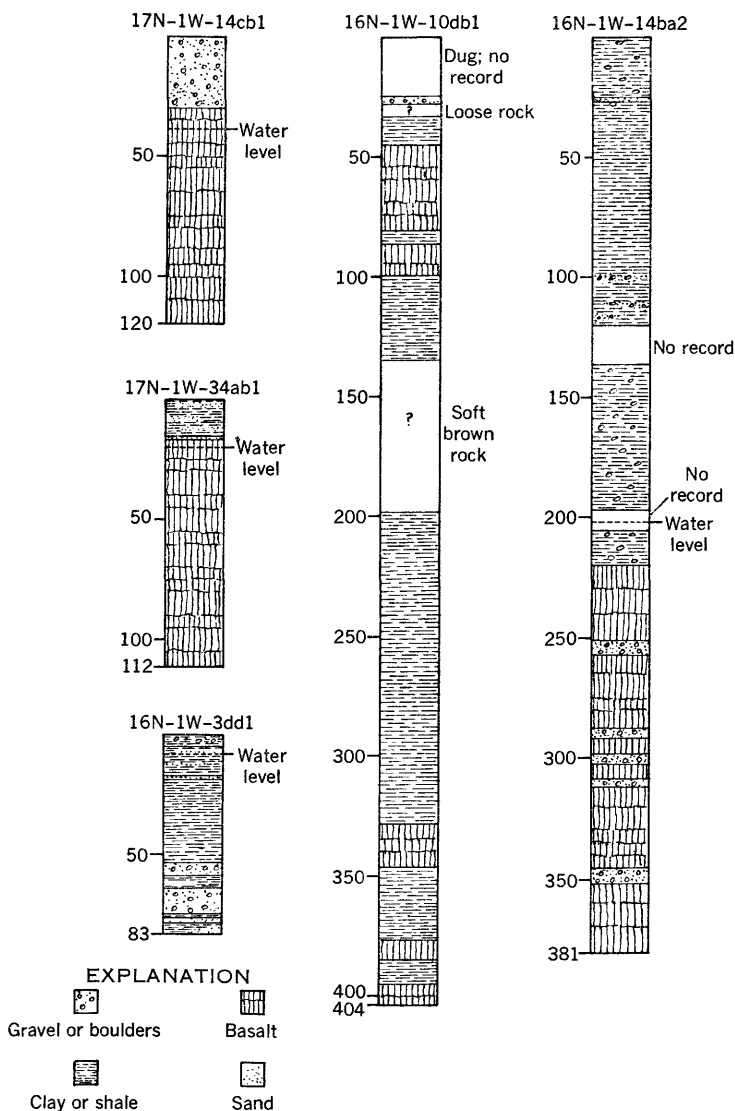 17N-1W-14cb1
Water
level
50
100
120
17N-1W-34ab1
Water
level
50
100
112
16N-1W-3dd1
Water
level
50
83
16N-1W-10db1
Dug; no
record
?
Loose rock
50
100
150
?
Soft
brown
rock
200
250
300
350
400
404
16N-1W-14ba2
50
100
No record
150
No
record
200
Water
level
250
300
350
381
EXPLANATION
Gravel or boulders
Basalt
Clay or shale
Sand